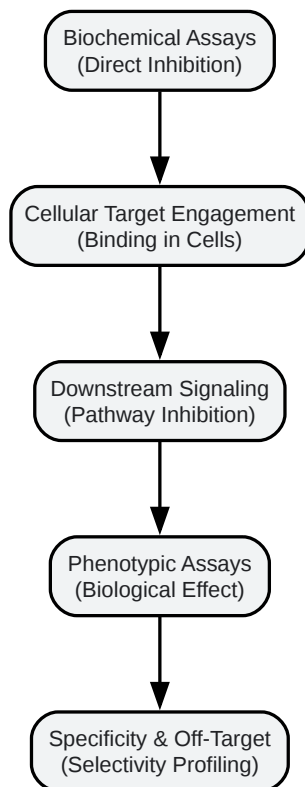 Biochemical Assays
(Direct Inhibition)
Cellular Target Engagement
(Binding in Cells)
Downstream Signaling
(Pathway Inhibition)
Phenotypic Assays
(Biological Effect)
Specificity & Off-Target
(Selectivity Profiling)